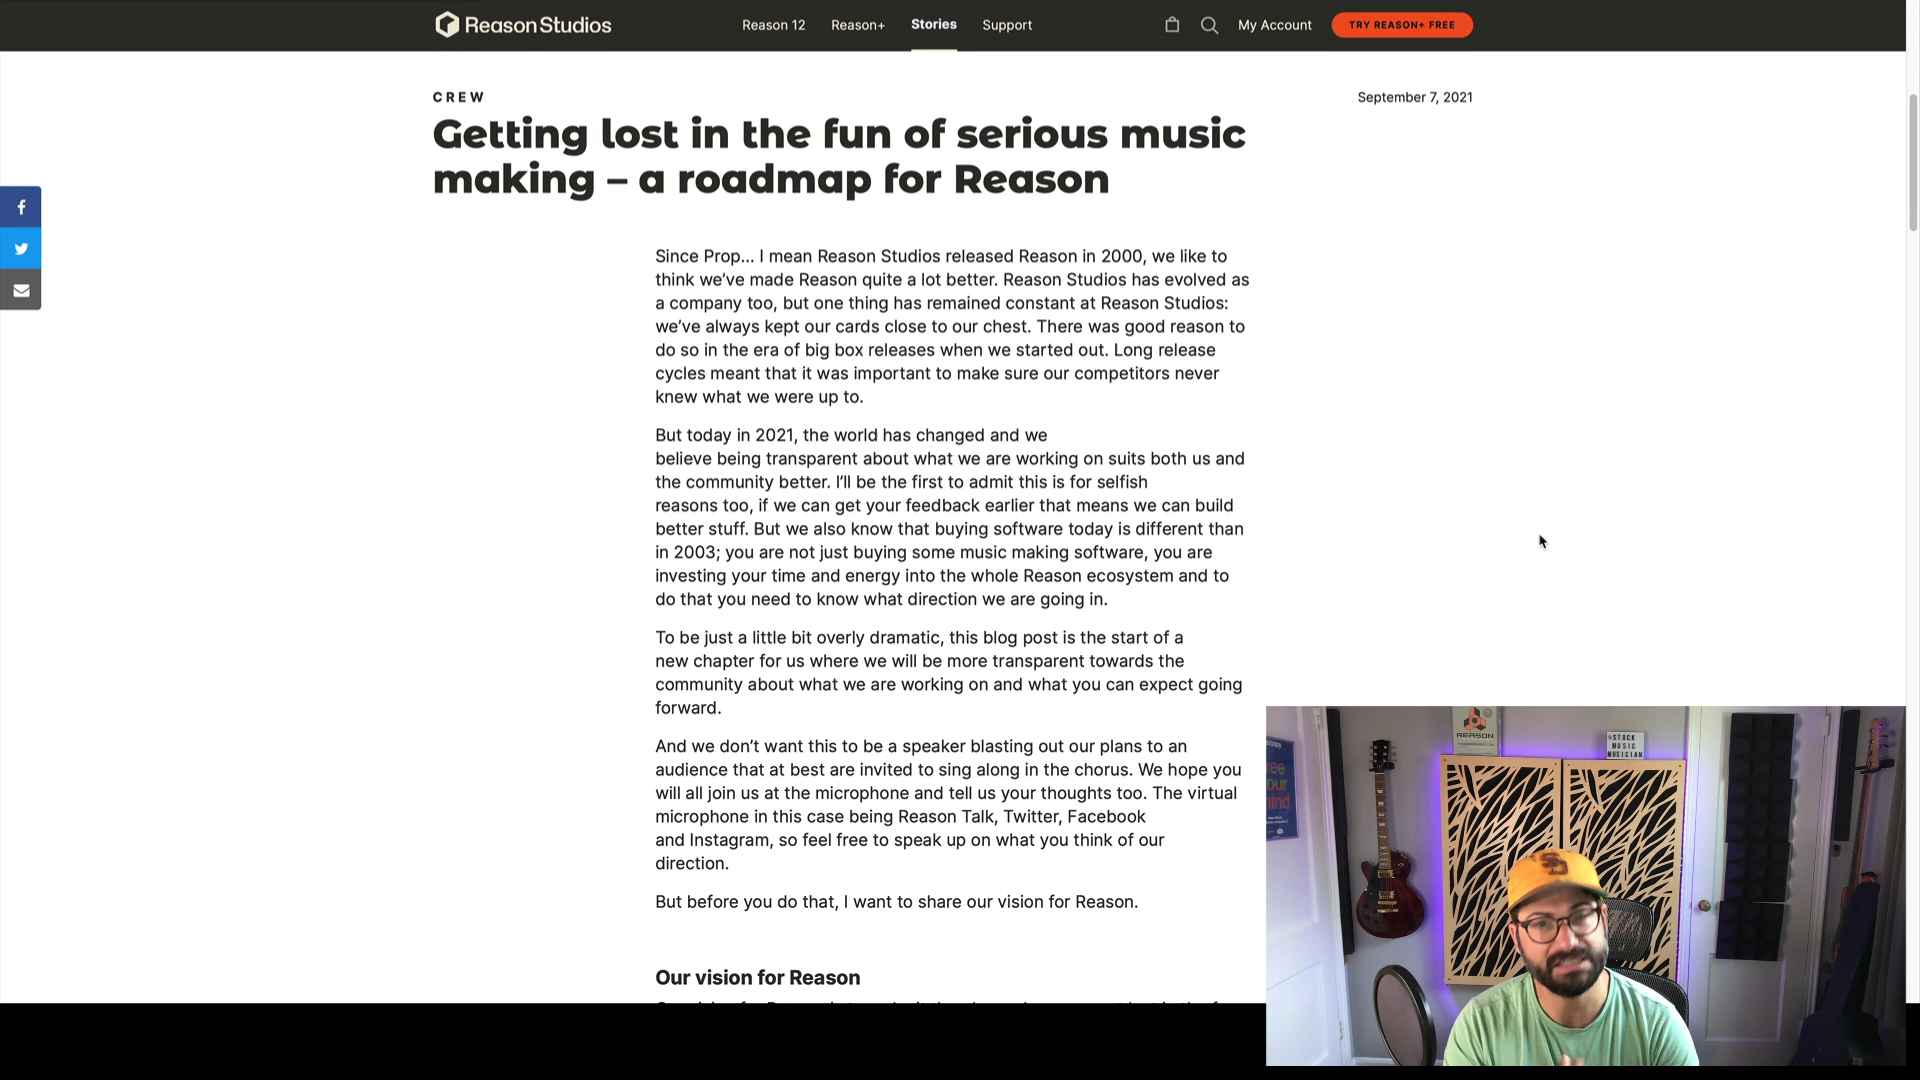 Reason Studios
Reason 12
Reason+
Stories
Support
My Account
TRY REASON+ FREE
CREW
September 7, 2021
Getting lost in the fun of serious music
making – a roadmap for Reason
Since Prop... I mean Reason Studios released Reason in 2000, we like to
think we’ve made Reason quite a lot better. Reason Studios has evolved as
a company too, but one thing has remained constant at Reason Studios:
we’ve always kept our cards close to our chest. There was good reason to
do so in the era of big box releases when we started out. Long release
cycles meant that it was important to make sure our competitors never
knew what we were up to.
But today in 2021, the world has changed and we
believe being transparent about what we are working on suits both us and
the community better. I’ll be the first to admit this is for selfish
reasons too, if we can get your feedback earlier that means we can build
better stuff. But we also know that buying software today is different than
in 2003; you are not just buying some music making software, you are
investing your time and energy into the whole Reason ecosystem and to
do that you need to know what direction we are going in.
To be just a little bit overly dramatic, this blog post is the start of a
new chapter for us where we will be more transparent towards the
community about what we are working on and what you can expect going
forward.
And we don’t want this to be a speaker blasting out our plans to an
audience that at best are invited to sing along in the chorus. We hope you
will all join us at the microphone and tell us your thoughts too. The virtual
microphone in this case being Reason Talk, Twitter, Facebook
and Instagram, so feel free to speak up on what you think of our
direction.
But before you do that, I want to share our vision for Reason.
Our vision for Reason
REASON
STOCK
MUSIC
MUSICIAN